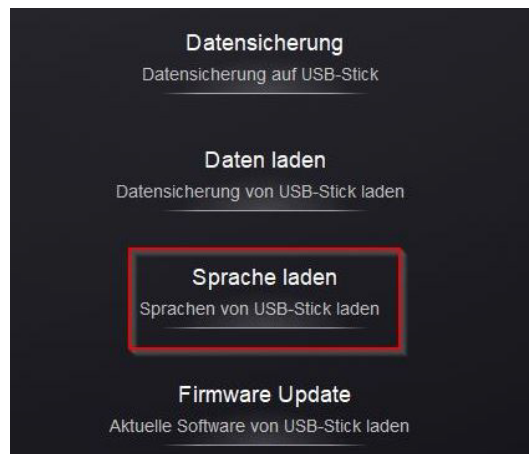 Datensicherung
Datensicherung auf USB-Stick
Daten laden
Datensicherung von USB-Stick laden
Sprache laden
Sprachen von USB-Stick laden
Firmware Update
Aktuelle Software von USB-Stick laden